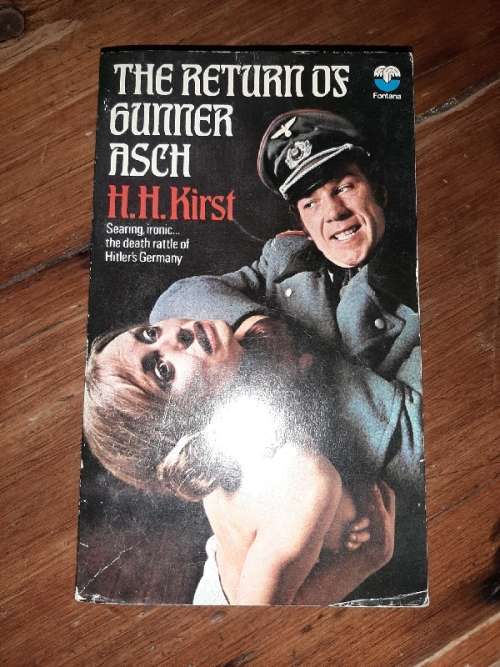 THE RETURN OF
GUNNER
ASCH
Fontana
H.H. Kirst
Searing, ironic...
the death rattle of
Hitler's Germany